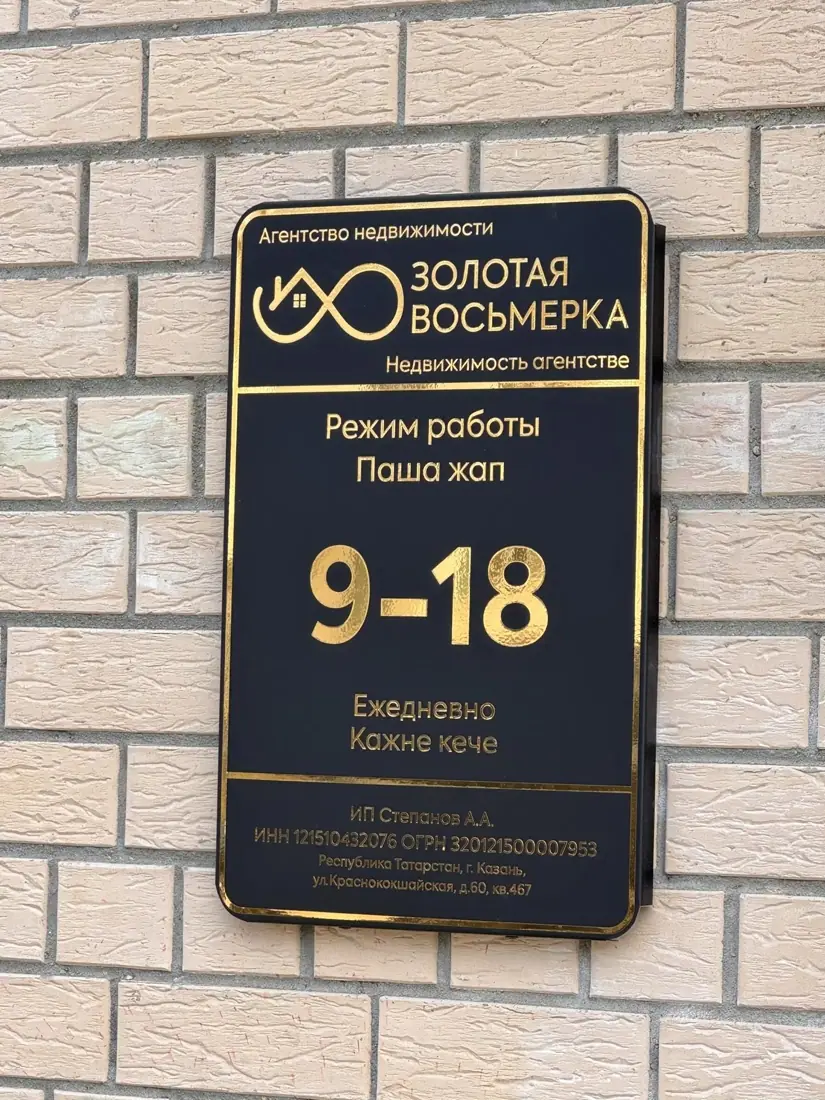 Агентство недвижимости
ЗОЛОТАЯ
ВОСЬМЕРКА
Недвижимость агентстве
Режим работы
Паша жап
9-18
Ежедневно
Кажне кече
ИП Степанов А.А.
ИНН 121510432076 ОГРН 320121500007953
Республика Татарстан, г. Казань,
ул.Краснококшайская, д.60, кв.467